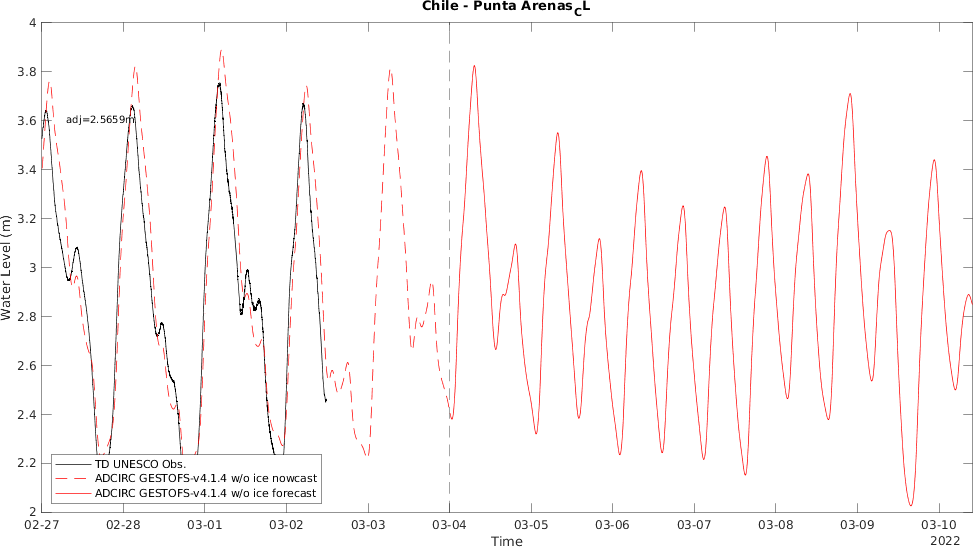 Chile - Punta Arenas_CL
4
3.8
3.6
3.4
3.2
3
2.8
2.6
2.4
2.2
2
Water Level (m)
adj=2.5659m
TD UNESCO Obs.
ADCIRC GESTOFS-v4.1.4 w/o ice nowcast
ADCIRC GESTOFS-v4.1.4 w/o ice forecast
02-27 02-28 03-01 03-02 03-03 03-04 03-05 03-06 03-07 03-08 03-09 03-10
Time
2022